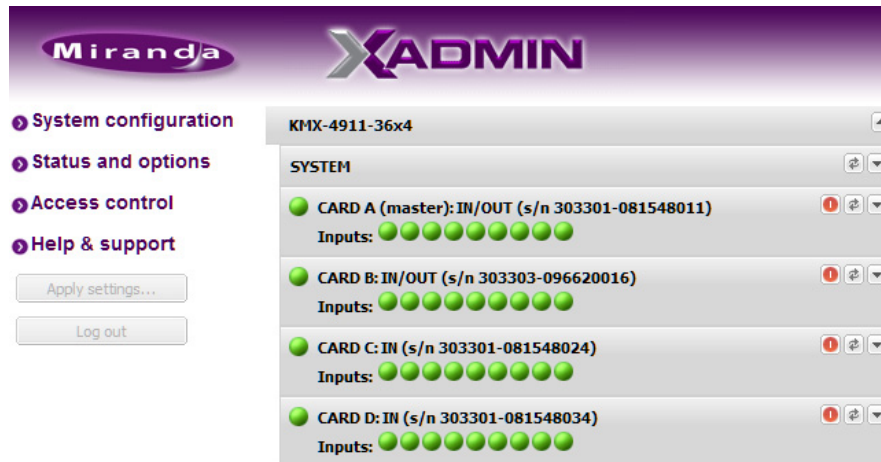 Miranda
XADMIN
System configuration
Status and options
Access control
Help & support
Apply settings...
Log out
KMX-4911-36x4
SYSTEM
CARD A (master): IN/OUT (s/n 303301-081548011)
Inputs:
CARD B: IN/OUT (s/n 303303-096620016)
Inputs:
CARD C: IN (s/n 303301-081548024)
Inputs:
CARD D: IN (s/n 303301-081548034)
Inputs: